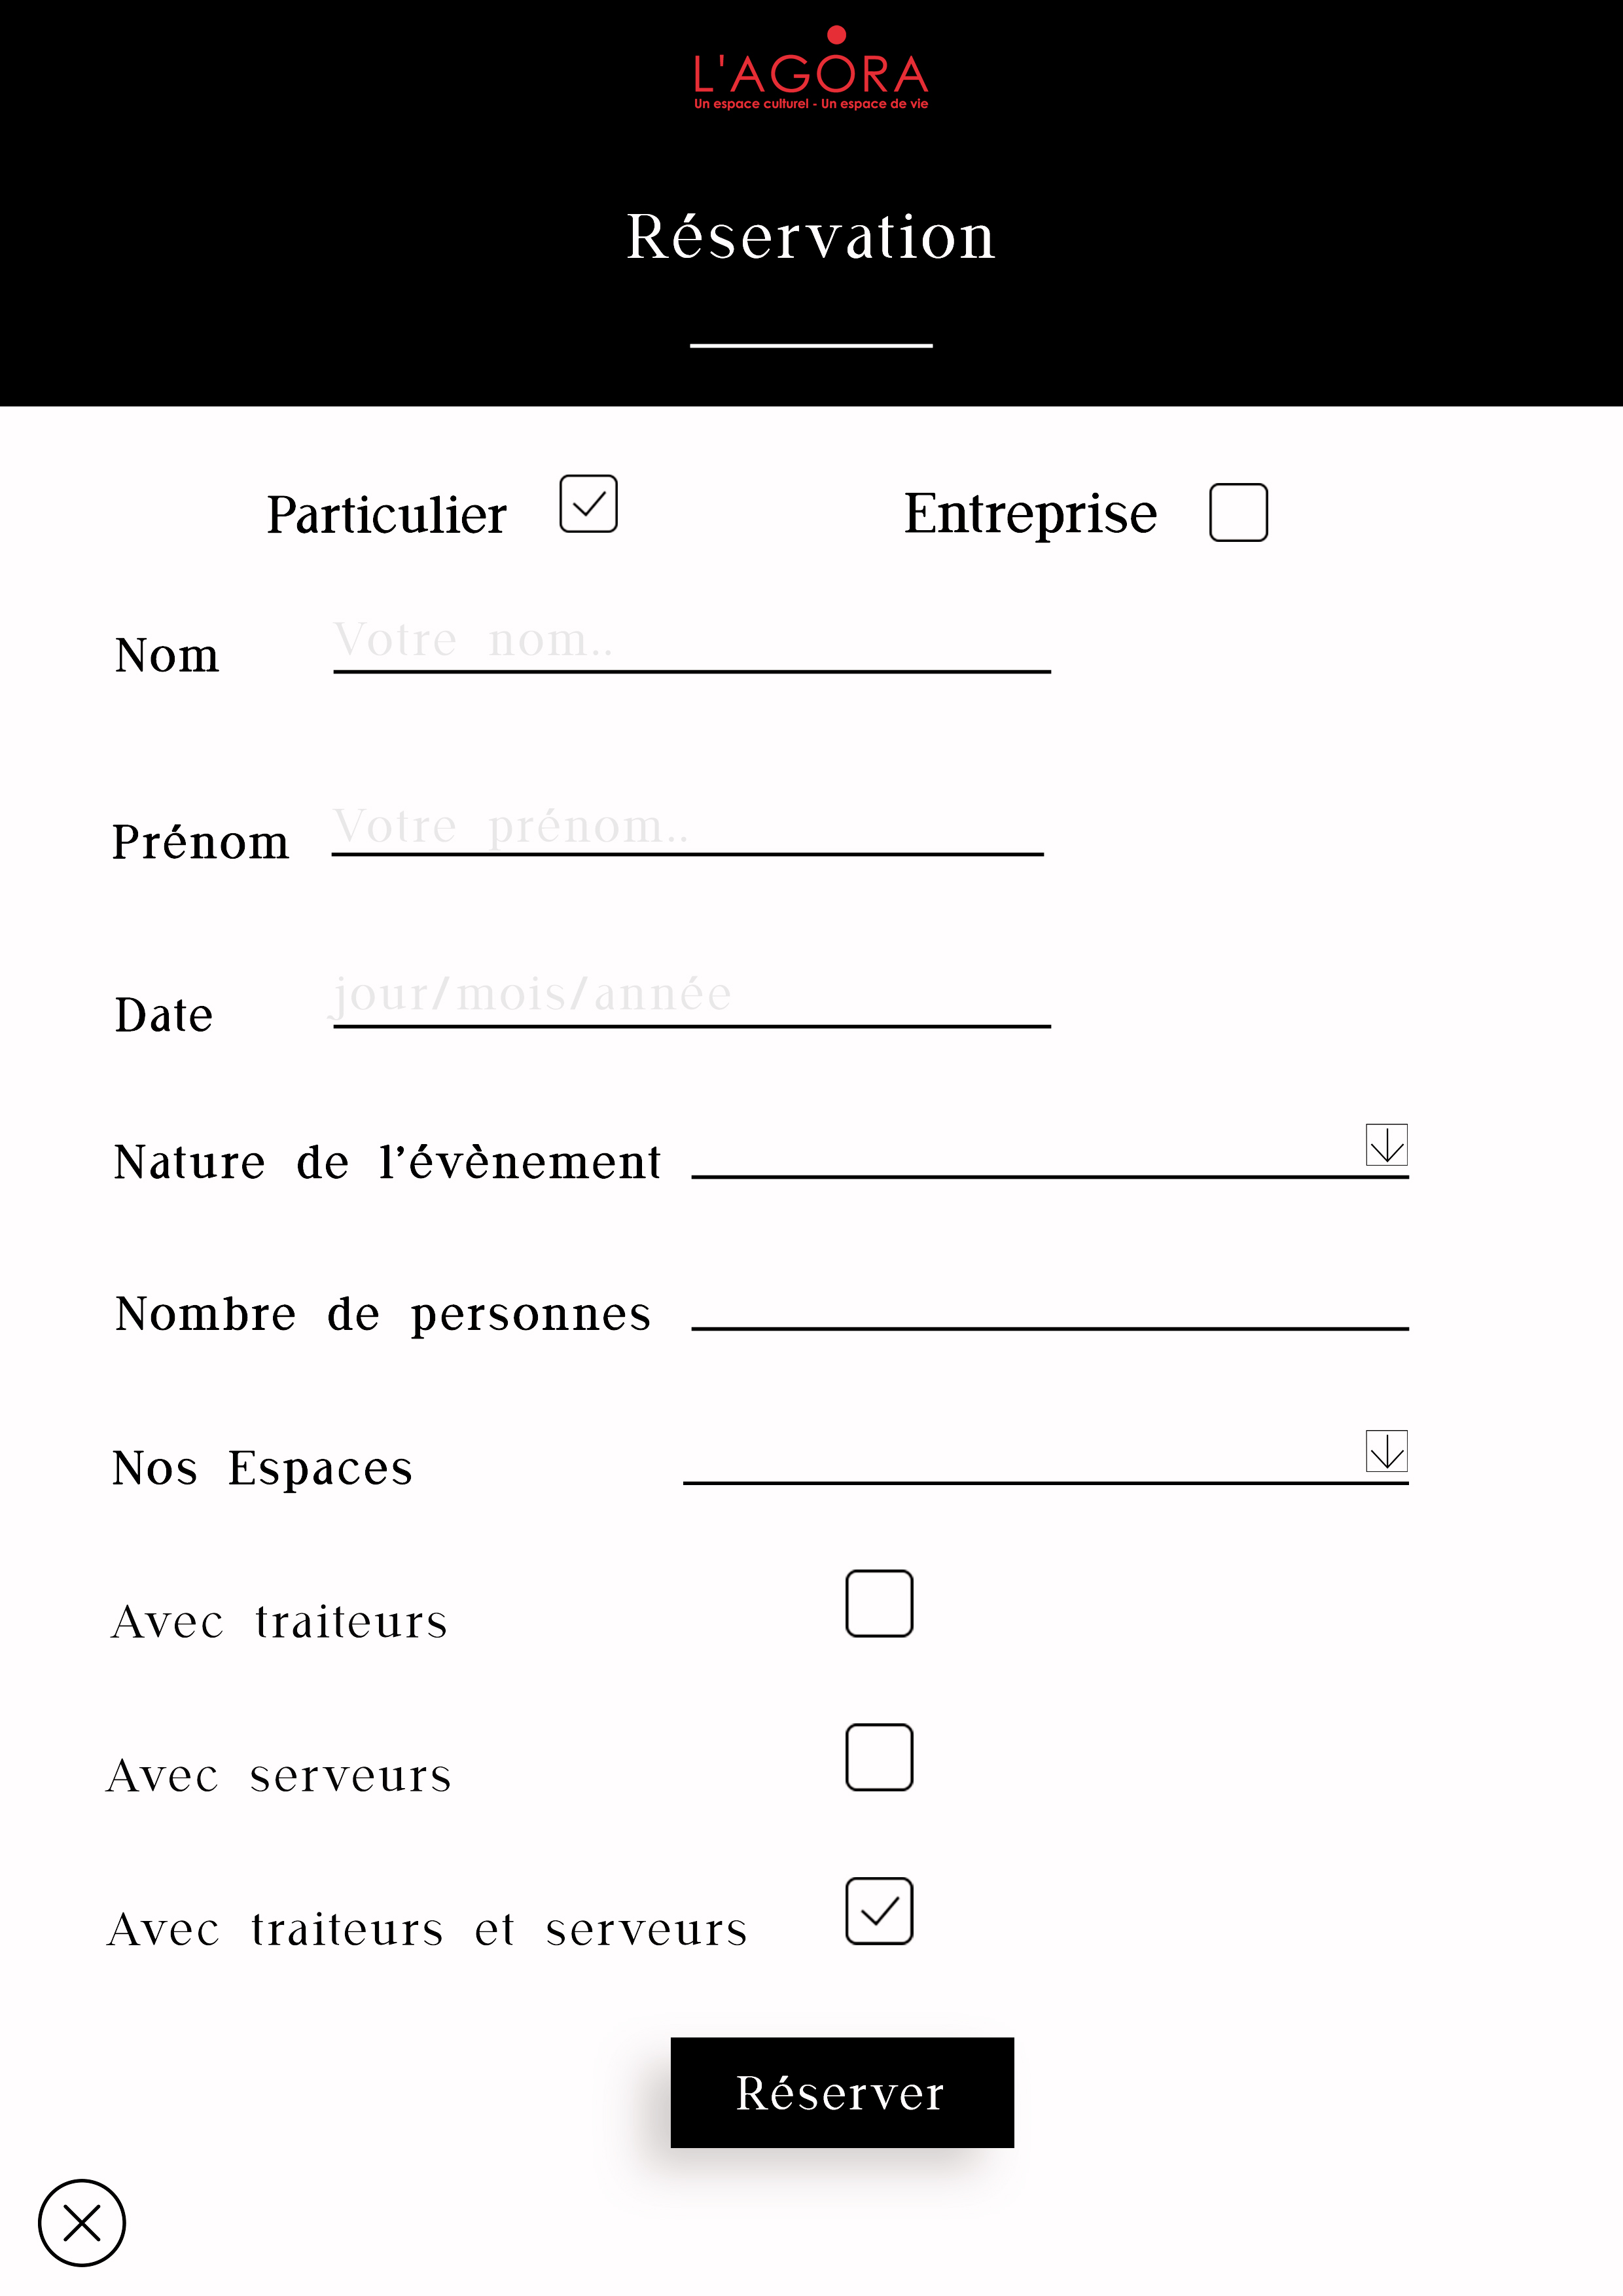 L'AGORA
Un espace culturel - Un espace de vie
Réservation
Particulier
Entreprise
Nom
Votre nom..
Prénom
Votre prénom..
Date
jour/mois/année
Nature de l’évènement
Nombre de personnes
Nos Espaces
Avec traiteurs
Avec serveurs
Avec traiteurs et serveurs
Réserver